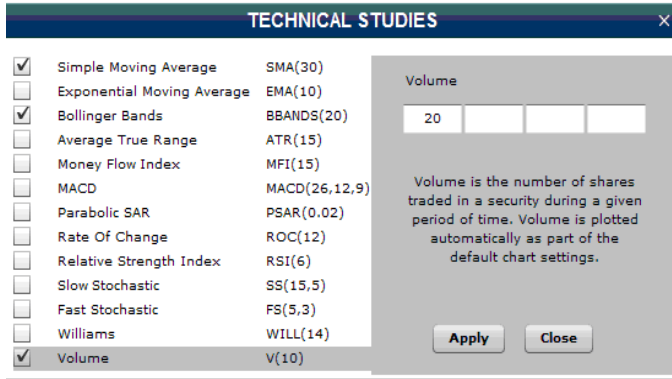 TECHNICAL STUDIES X
Simple Moving Average SMA(30)
Exponential Moving Average EMA(10)
Bollinger Bands BBANDS(20)
Average True Range ATR(15)
Money Flow Index MFI(15)
MACD MACD(26,12,9)
Parabolic SAR PSAR(0.02)
Rate Of Change ROC(12)
Relative Strength Index RSI(6)
Slow Stochastic SS(15,5)
Fast Stochastic FS(5,3)
Williams WILL(14)
Volume V(10)
Volume
20
Volume is the number of shares
traded in a security during a given
period of time. Volume is plotted
automatically as part of the
default chart settings.
Apply Close